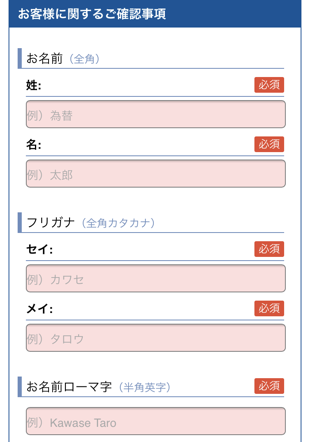 お客様に関するご確認事項
お名前（全角）
姓: 必須
例）為替
名: 必須
例）太郎
フリガナ（全角カタカナ）
セイ: 必須
例）カワセ
メイ: 必須
例）タロウ
お名前ローマ字（半角英字） 必須
例）Kawase Taro